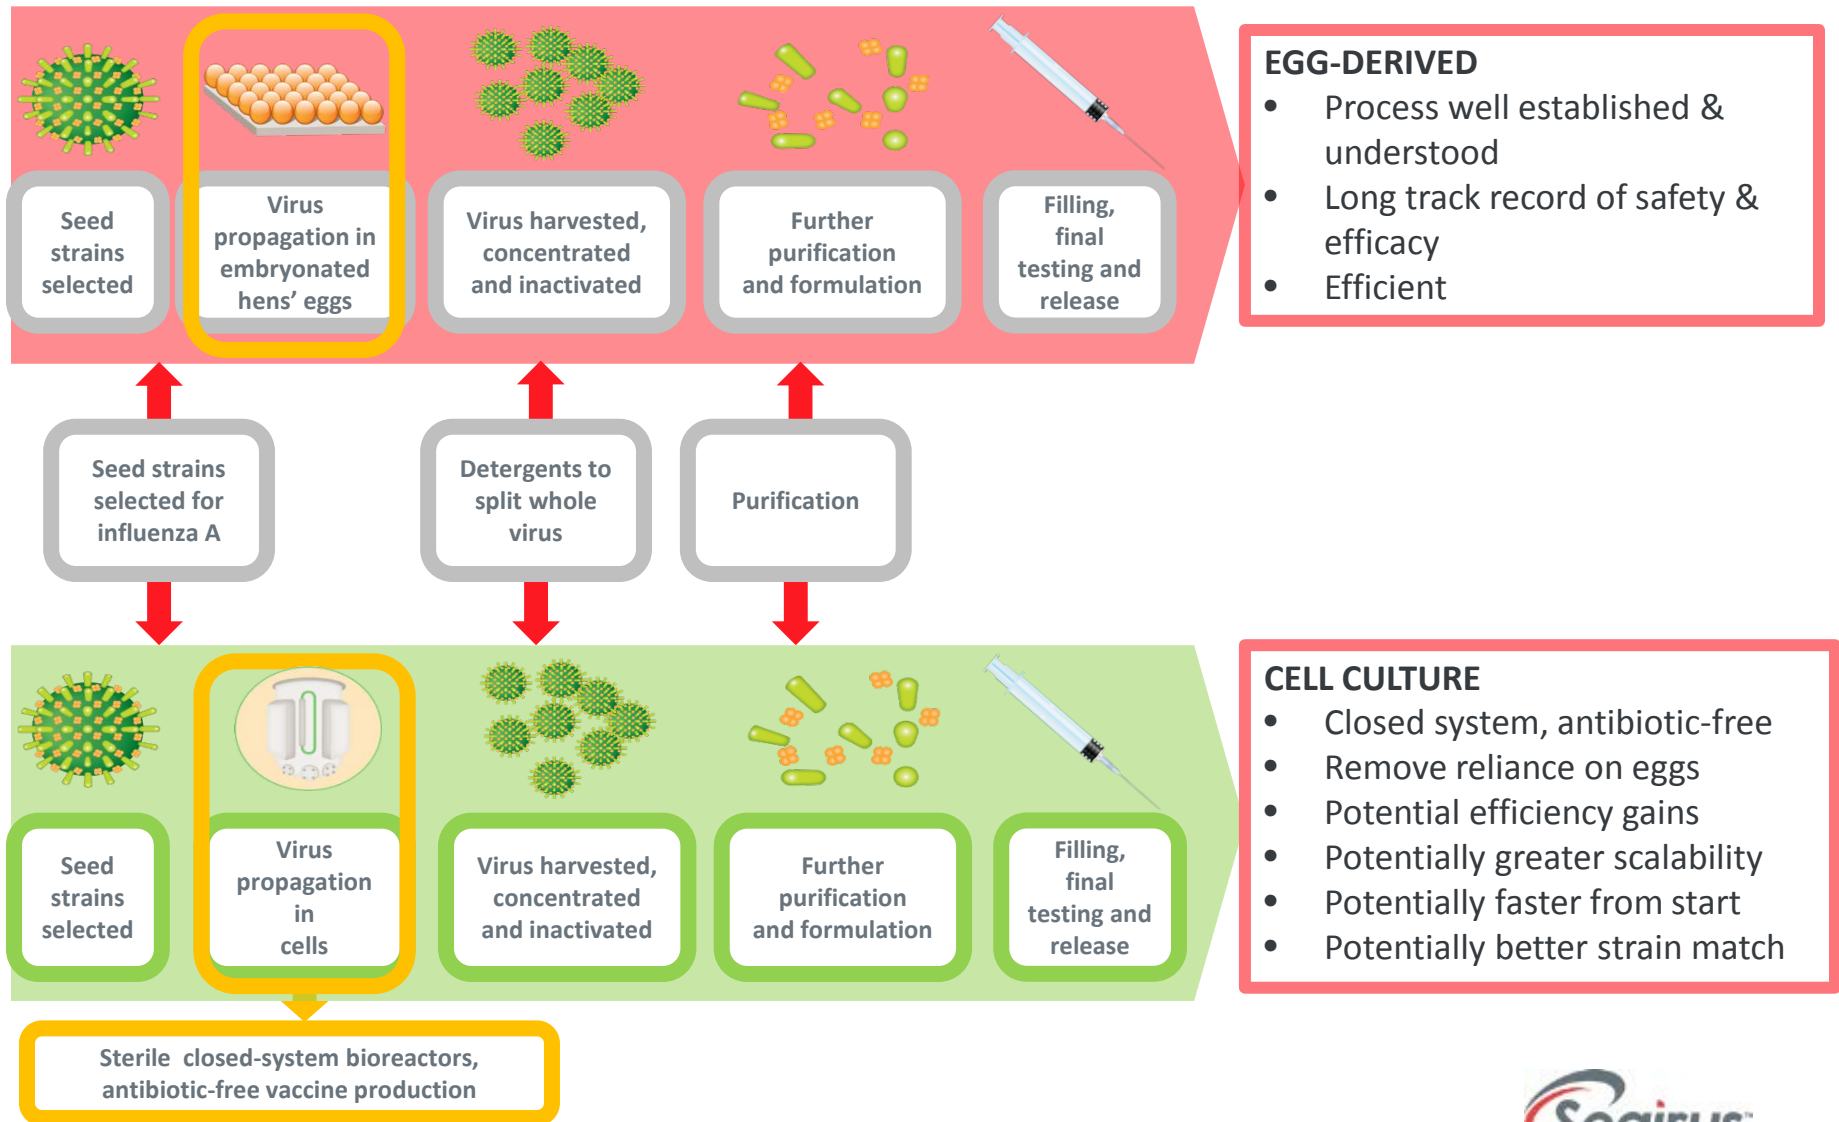 EGG-DERIVED
• Process well established &
understood
• Long track record of safety &
efficacy
• Efficient
Seed
strains
selected
Virus
propagation in
embryonated
hens’ eggs
Virus harvested,
concentrated
and inactivated
Further
purification
and formulation
Filling,
final
testing and
release
Seed strains
selected for
influenza A
Detergents to
split whole
virus
Purification
Seed
strains
selected
Virus
propagation
in
cells
Virus harvested,
concentrated
and inactivated
Further
purification
and formulation
Filling,
final
testing and
release
CELL CULTURE
• Closed system, antibiotic-free
• Remove reliance on eggs
• Potential efficiency gains
• Potentially greater scalability
• Potentially faster from start
• Potentially better strain match
Sterile closed-system bioreactors,
antibiotic-free vaccine production
Seqirus™